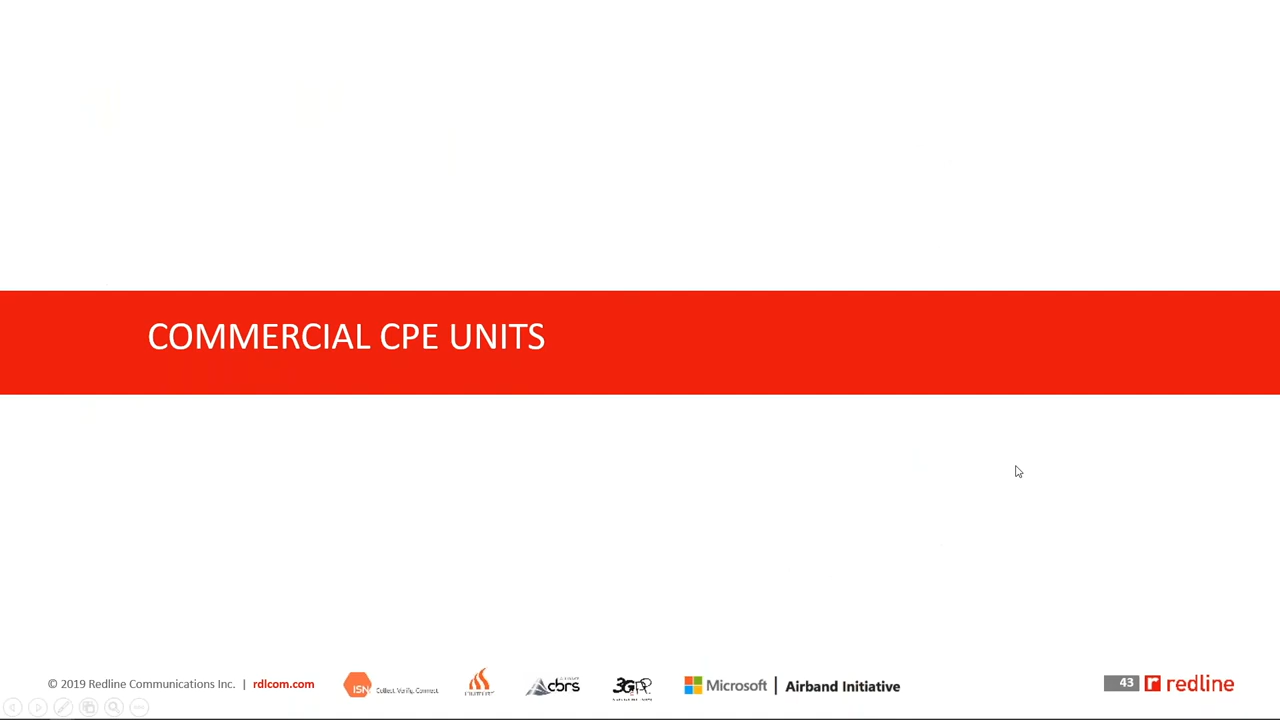 COMMERCIAL CPE UNITS
© 2019 Redline Communications Inc. | rdlcom.com
ISN Collect. Verify. Connect
cbrs
3GPP
Microsoft | Airband Initiative
43 redline